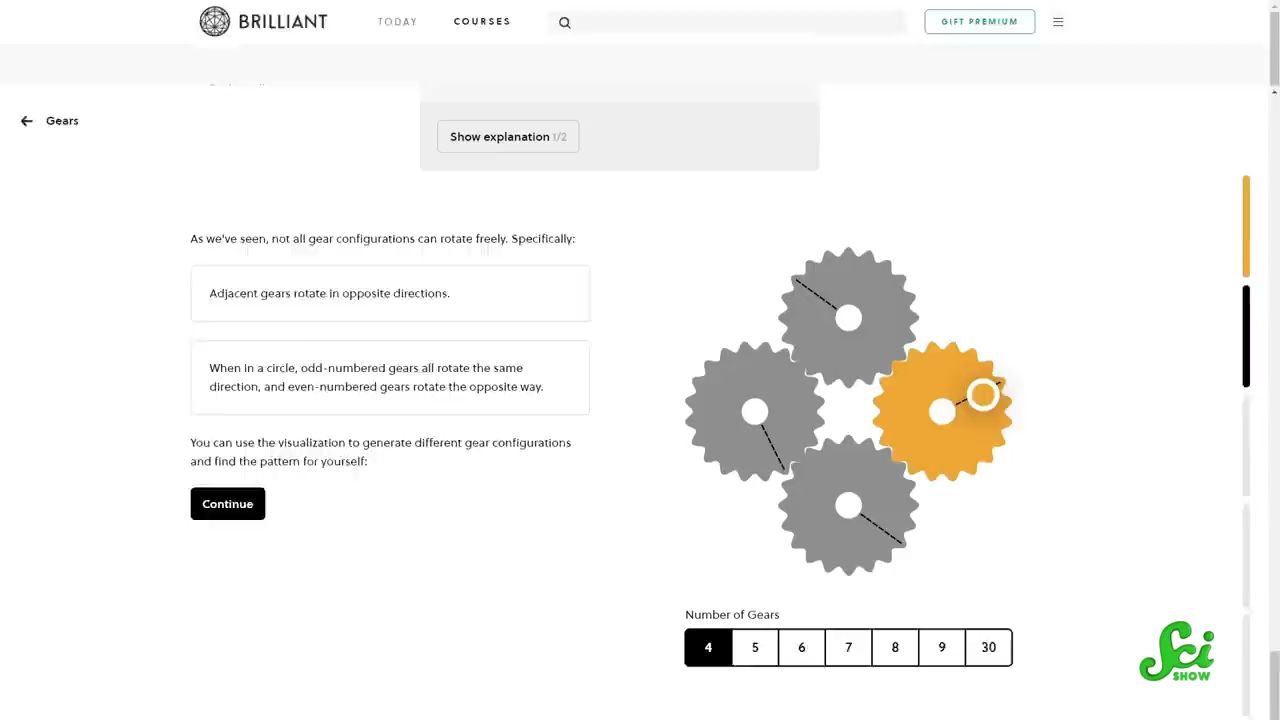 BRILLIANT
TODAY
COURSES
GIFT PREMIUM
Gears
Show explanation 1/2
As we've seen, not all gear configurations can rotate freely. Specifically:
Adjacent gears rotate in opposite directions.
When in a circle, odd-numbered gears all rotate the same
direction, and even-numbered gears rotate the opposite way.
You can use the visualization to generate different gear configurations
and find the pattern for yourself:
Continue
Number of Gears
4 5 6 7 8 9 30
Sci
SHOW